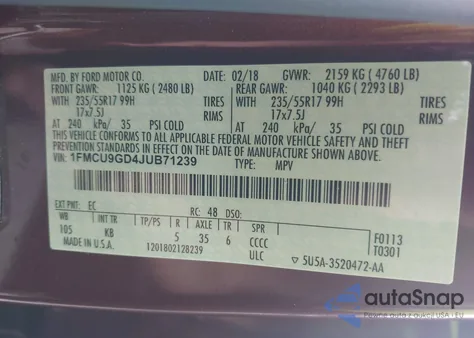 MFD. BY FORD MOTOR CO. 02/18 GVWR: 2159 KG (4760 LB)
FRONT GAWR: 1125 KG (2480 LB) REAR GAWR: 1040 KG (2293 LB)
WITH 235/55R17 99H TIRES WITH 235/55R17 99H TIRES
17x7.5J RIMS 17x7.5J RIMS
AT 240 kPa/ 35 PSI COLD AT 240 kPa/ 35 PSI COLD
THIS VEHICLE CONFORMS TO ALL APPLICABLE FEDERAL MOTOR VEHICLE SAFETY, BUMPER, AND THEFT
PREVENTION STANDARDS IN EFFECT ON THE DATE OF MANUFACTURE SHOWN ABOVE.
VIN: 1FMCU9GD4JUB71239 TYPE: MPV
EXT PNT: EC RC: 48 DSO:
WB INT TR TP/PS R AXLE TR SPR
105 KB 5 35 6 CCCC
MADE IN U.S.A. 1201802128239 ULC
F0113
T0301
5U5A-3520472-AA
autoSnap